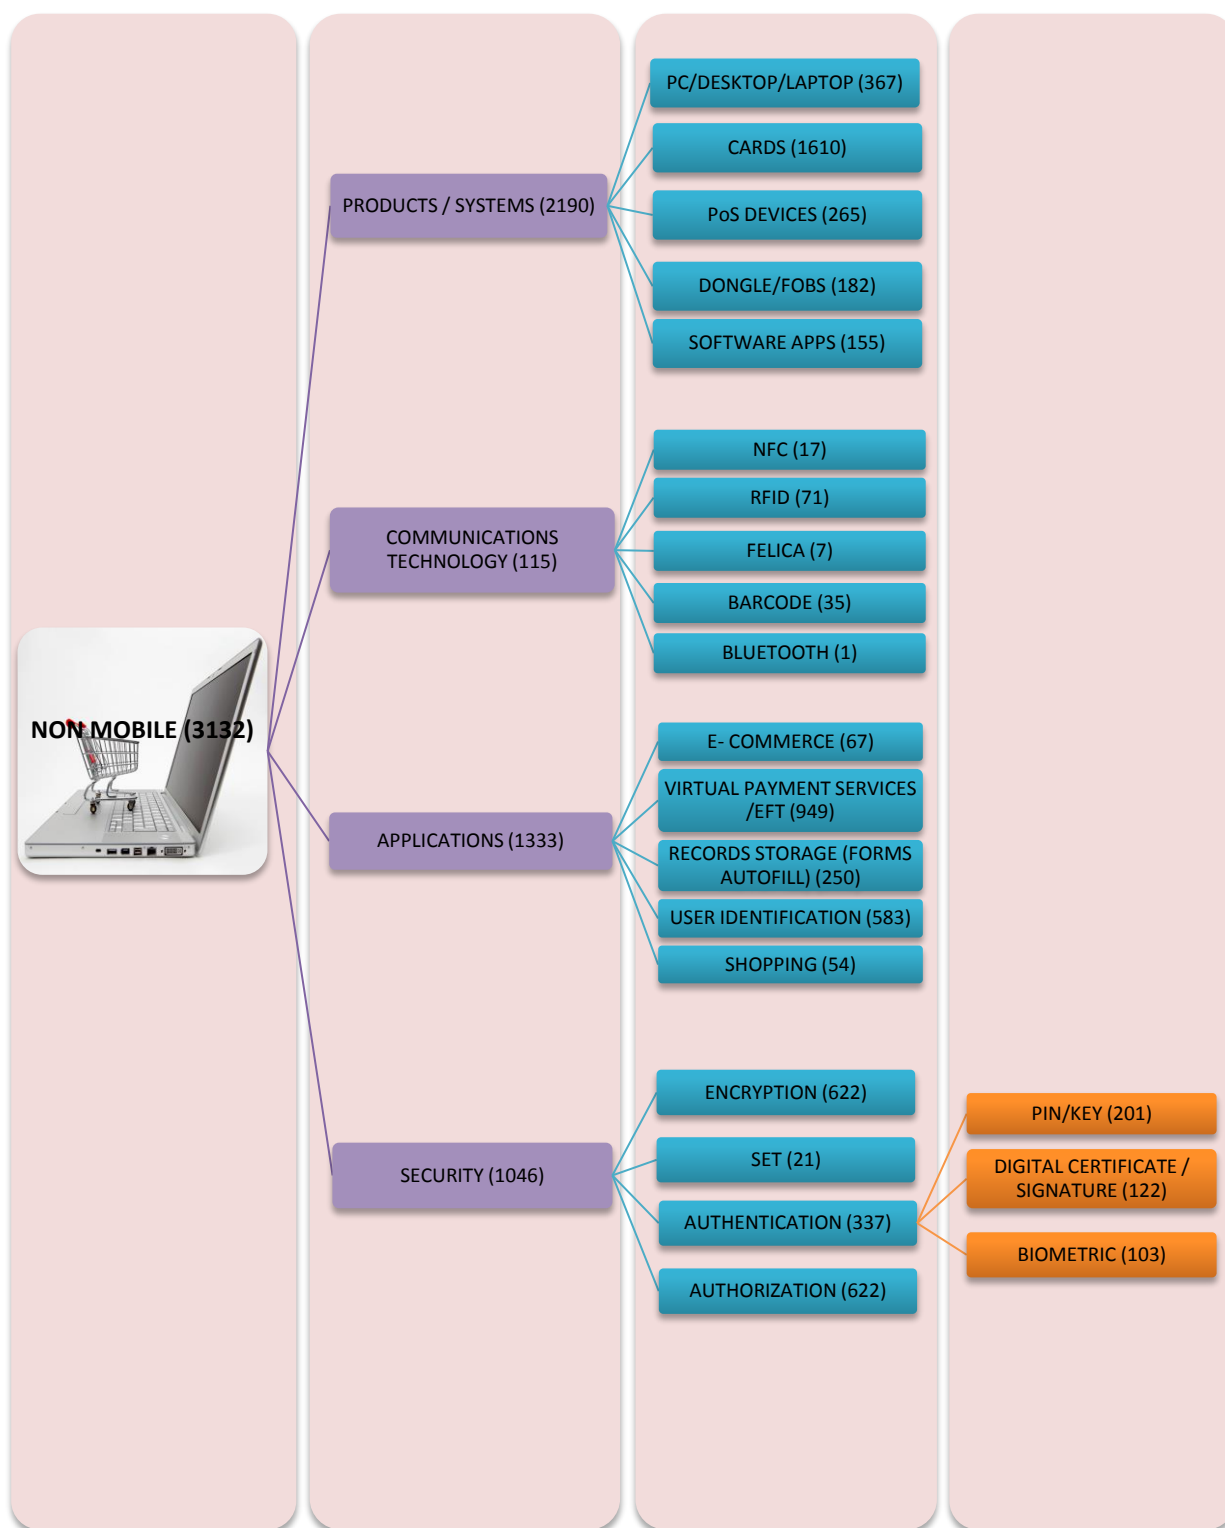 NON MOBILE (3132)
PRODUCTS / SYSTEMS (2190)
PC/DESKTOP/LAPTOP (367)
CARDS (1610)
PoS DEVICES (265)
DONGLE/FOBS (182)
SOFTWARE APPS (155)
COMMUNICATIONS
TECHNOLOGY (115)
NFC (17)
RFID (71)
FELICA (7)
BARCODE (35)
BLUETOOTH (1)
APPLICATIONS (1333)
E- COMMERCE (67)
VIRTUAL PAYMENT SERVICES
/EFT (949)
RECORDS STORAGE (FORMS
AUTOFILL) (250)
USER IDENTIFICATION (583)
SHOPPING (54)
SECURITY (1046)
ENCRYPTION (622)
SET (21)
AUTHENTICATION (337)
PIN/KEY (201)
DIGITAL CERTIFICATE /
SIGNATURE (122)
BIOMETRIC (103)
AUTHORIZATION (622)